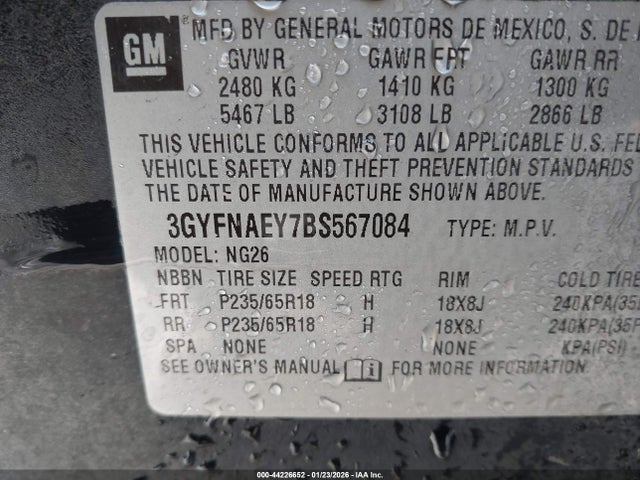 GM
MFD BY GENERAL MOTORS DE MEXICO, S. DE
GVWR GAWR FRT GAWR RR
2480 KG 1410 KG 1300 KG
5467 LB 3108 LB 2866 LB
THIS VEHICLE CONFORMS TO ALL APPLICABLE U.S. FE
VEHICLE SAFETY AND THEFT PREVENTION STANDARDS
THE DATE OF MANUFACTURE SHOWN ABOVE.
3GYFNAEY7BS567084 TYPE: M.P.V.
MODEL: NG26
NBBN TIRE SIZE SPEED RTG RIM COLD TIRE
FRT P235/65R18 H 18X8J 240KPA(35
RR P235/65R18 H 18X8J 240KPA(35
SPA NONE NONE KPA(PSI)
SEE OWNER'S MANUAL FOR MORE INFORMATION.
000-44226652 - 01/23/2026 - IAA Corp.